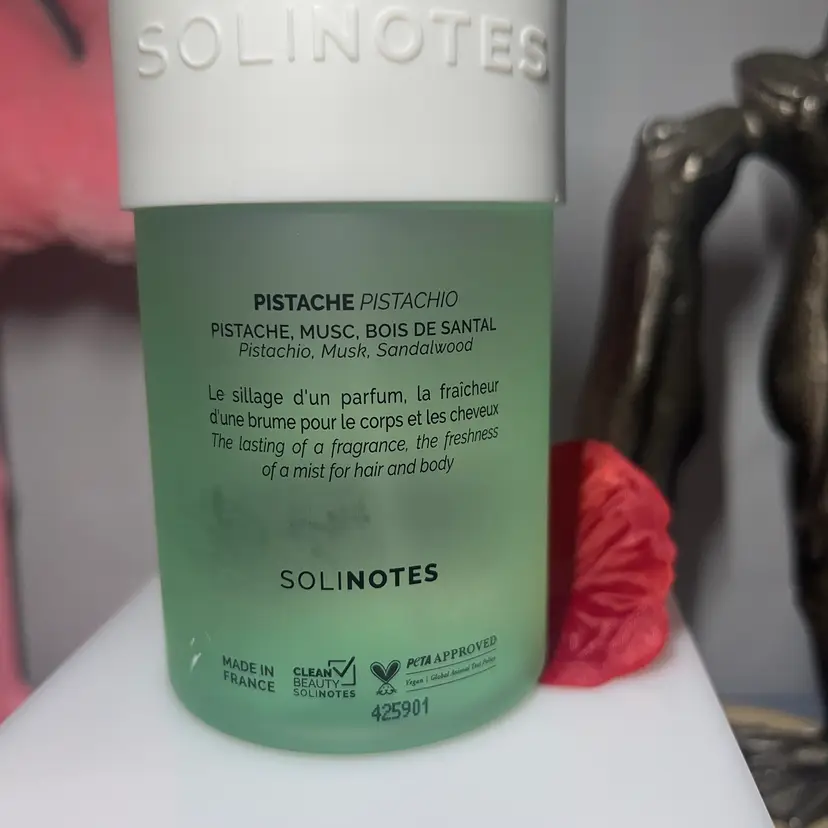 SOLINOTES
PISTACHE PISTACHIO
PISTACHE, MUSC, BOIS DE SANTAL
Pistachio, Musk, Sandalwood
Le sillage d'un parfum, la fraîcheur
d'une brume pour le corps et les cheveux
The lasting of a fragrance, the freshness
of a mist for hair and body
SOLINOTES
MADE IN
FRANCE
CLEAN
BEAUTY
SOLINOTES
PETA APPROVED
Vegan | Global Animal Test Policy
425901